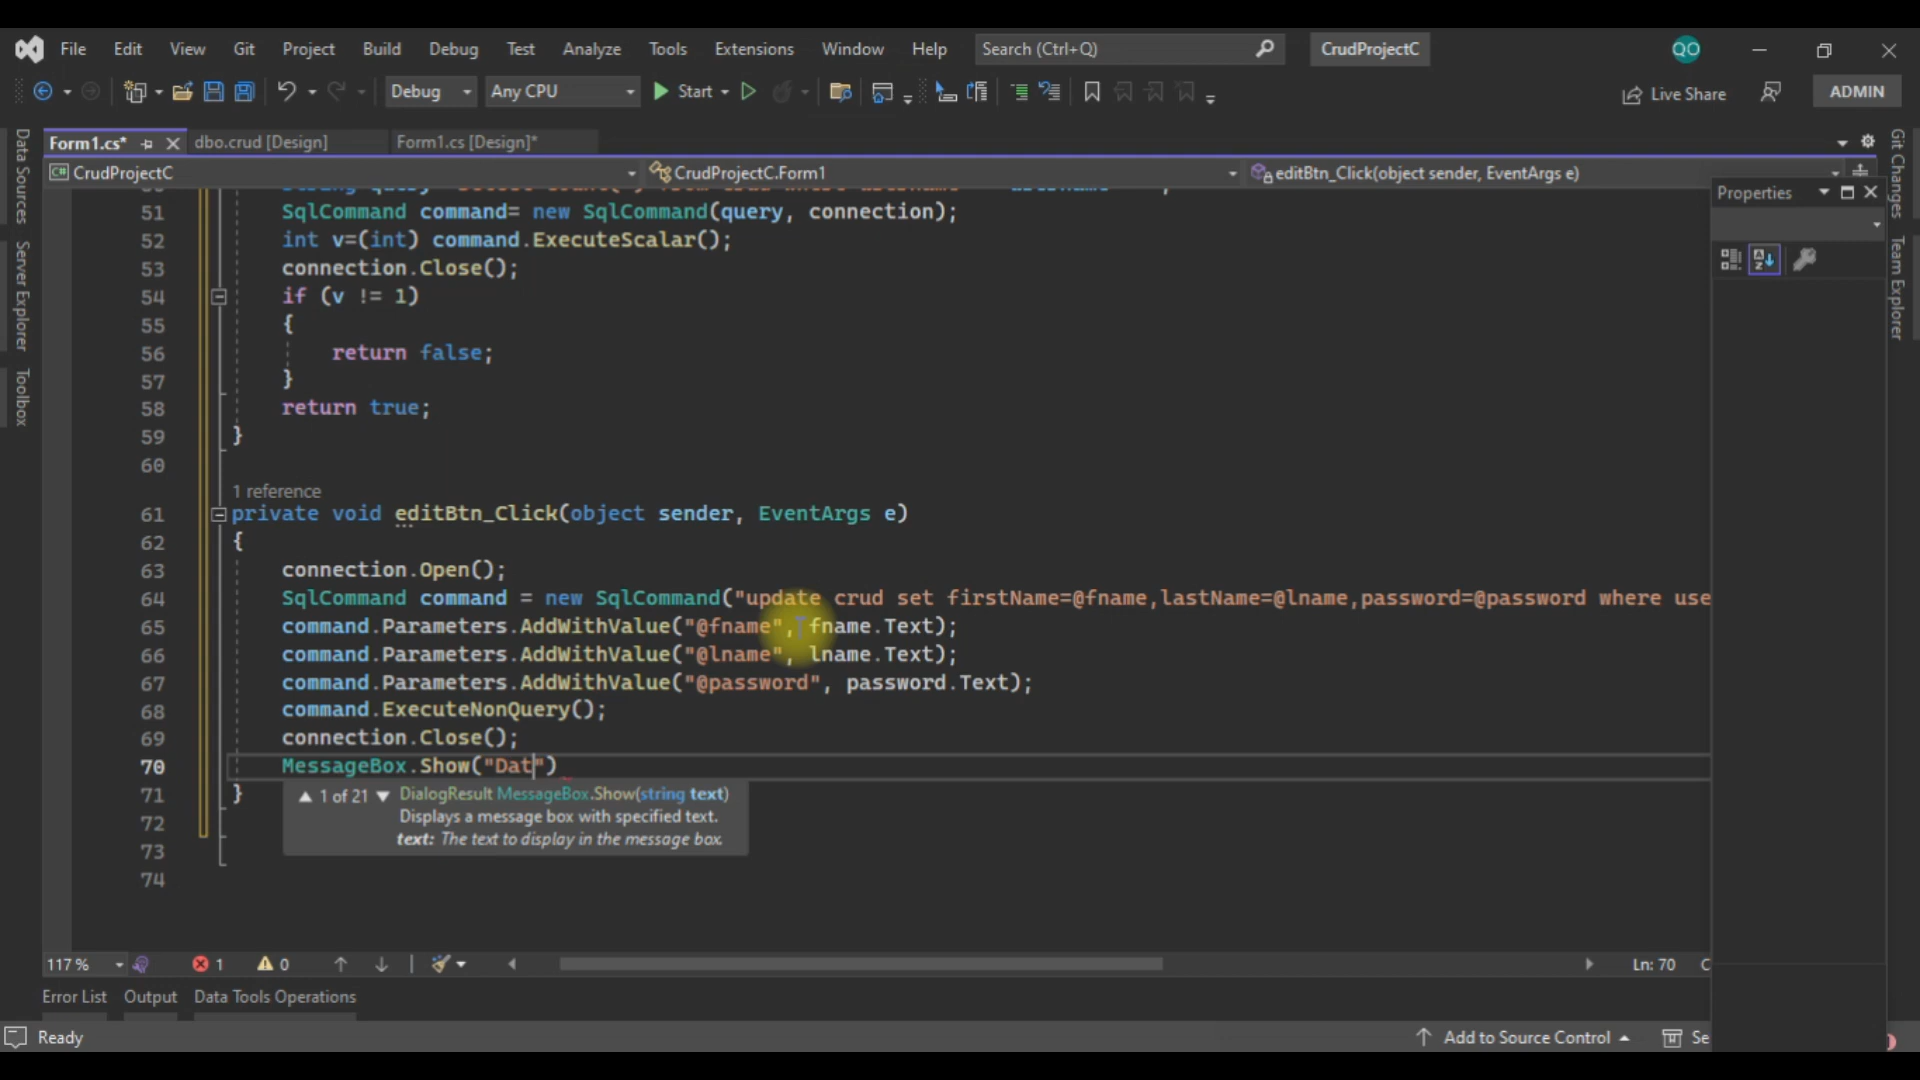 File Edit View Git Project Build Debug Test Analyze Tools Extensions Window Help Search (Ctrl+Q) CrudProjectC QO
Debug Any CPU Start Live Share ADMIN
Form1.cs* dbo.crud [Design] Form1.cs [Design]*
C# CrudProjectC CrudProjectC.Form1 editBtn_Click(object sender, EventArgs e)
Data Sources
Server Explorer
Toolbox
Git Changes
Team Explorer
Properties
51 SqlCommand command= new SqlCommand(query, connection);
52 int v=(int) command.ExecuteScalar();
53 connection.Close();
54 if (v != 1)
55 {
56 return false;
57 }
58 return true;
59 }
60
1 reference
61 private void editBtn_Click(object sender, EventArgs e)
62 {
63 connection.Open();
64 SqlCommand command = new SqlCommand("update crud set firstName=@fname,lastName=@lname,password=@password where use
65 command.Parameters.AddWithValue("@fname", fname.Text);
66 command.Parameters.AddWithValue("@lname", lname.Text);
67 command.Parameters.AddWithValue("@password", password.Text);
68 command.ExecuteNonQuery();
69 connection.Close();
70 MessageBox.Show("Dat")
71 }
▲ 1 of 21 ▼ DialogResult MessageBox.Show(string text)
Displays a message box with specified text.
text: The text to display in the message box.
72
73
74
117 % 1 0 Ln: 70 C
Error List Output Data Tools Operations
Ready Add to Source Control Se